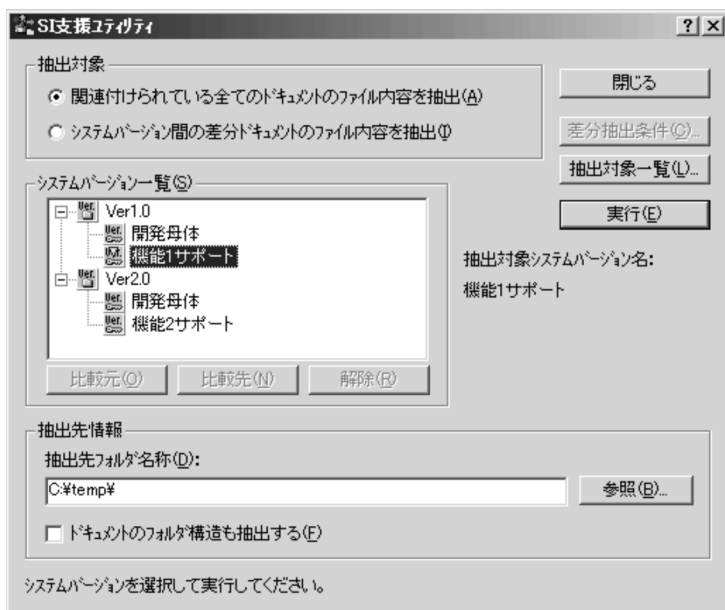 SI支援ユティリティ
抽出対象
関連付けられている全てのドキュメントのファイル内容を抽出(A)
システムバージョン間の差分ドキュメントのファイル内容を抽出(I)
閉じる
差分抽出条件(C)...
抽出対象一覧(L)...
実行(E)
システムバージョン一覧(S)
Ver1.0
開発母体
機能1サポート
Ver2.0
開発母体
機能2サポート
比較元(O)
比較先(N)
解除(R)
抽出対象システムバージョン名:
機能1サポート
抽出先情報
抽出先フォルダ名称(D):
C:¥temp¥
参照(B)...
ドキュメントのフォルダ構造も抽出する(F)
システムバージョンを選択して実行してください。